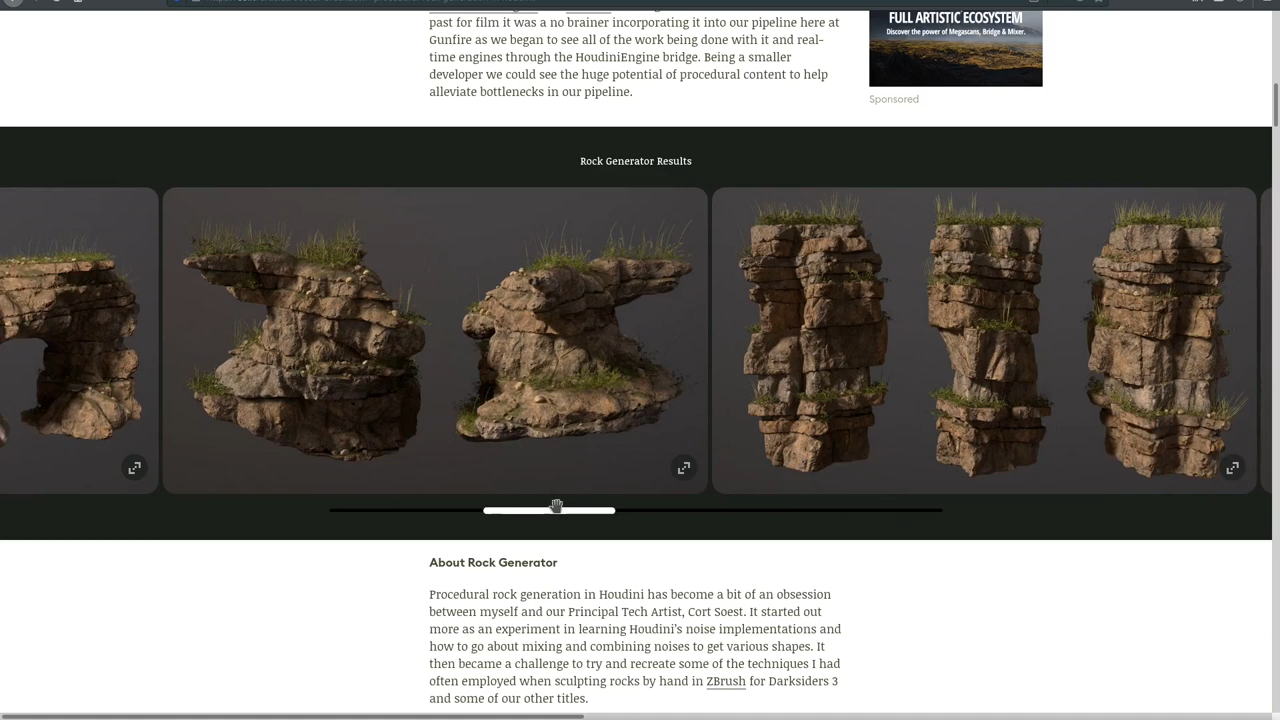 past for film it was a no brainer incorporating it into our pipeline here at
Gunfire as we began to see all of the work being done with it and real-
time engines through the HoudiniEngine bridge. Being a smaller
developer we could see the huge potential of procedural content to help
alleviate bottlenecks in our pipeline.
FULL ARTISTIC ECOSYSTEM
Discover the power of Megascans, Bridge & Mixer.
Sponsored
Rock Generator Results
About Rock Generator
Procedural rock generation in Houdini has become a bit of an obsession
between myself and our Principal Tech Artist, Cort Soest. It started out
more as an experiment in learning Houdini’s noise implementations and
how to go about mixing and combining noises to get various shapes. It
then became a challenge to try and recreate some of the techniques I had
often employed when sculpting rocks by hand in ZBrush for Darksiders 3
and some of our other titles.